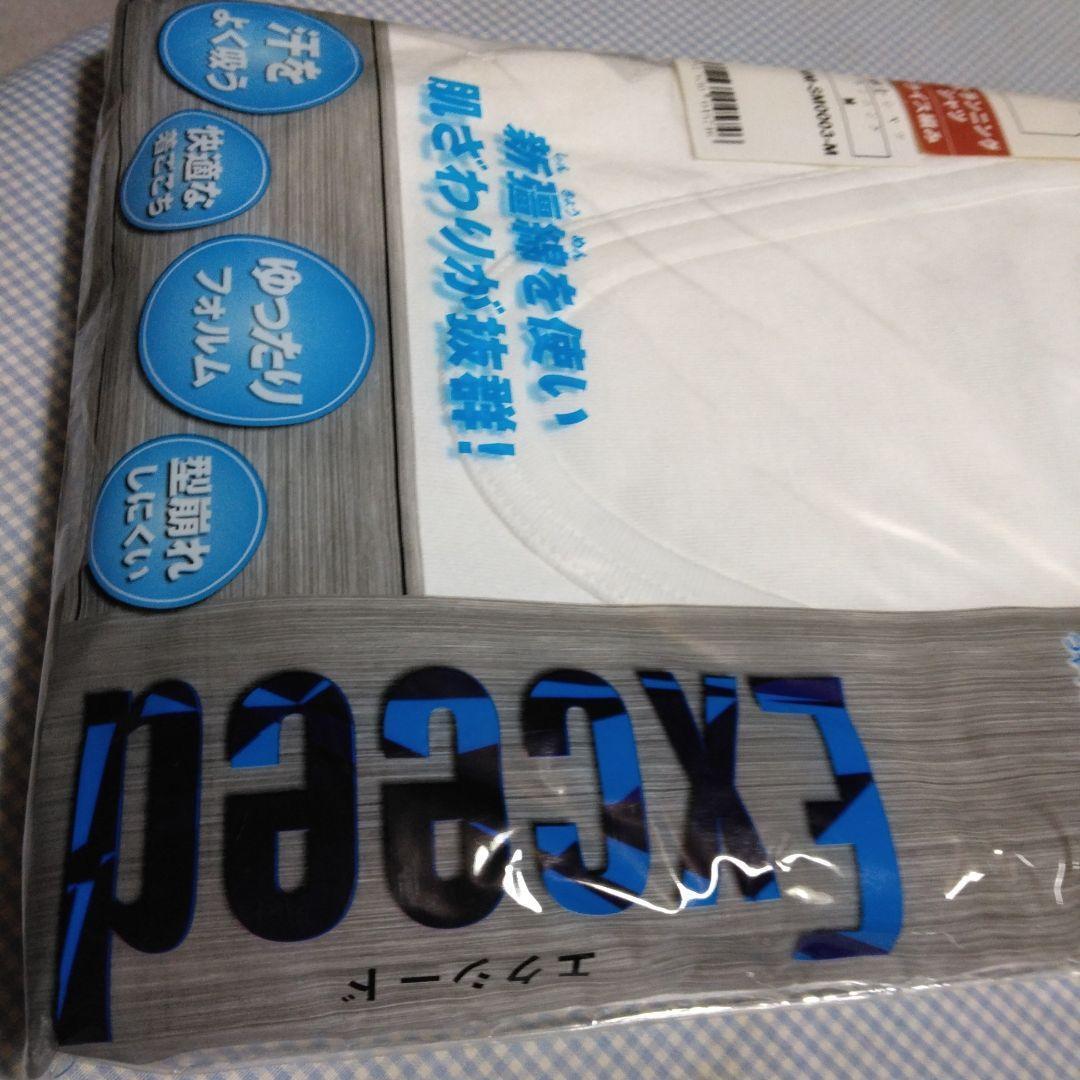 汗を
よく吸う
快適な
着ごこち
ゆったり
フォルム
型崩れ
しにくい
新疆綿を使い
肌ざわりが抜群!
SM0003-M
M
Exceed
エクシード